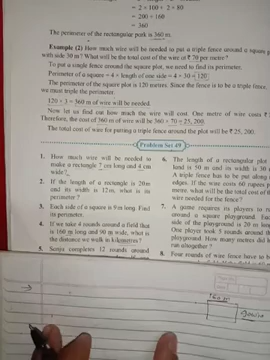 = 2 × 100 + 2 × 80
= 200 + 160
= 360
The perimeter of the rectangular park is 360 m.
Example (2) How much wire will be needed to put a triple fence around a square p
with side 30 m? What will be the total cost of the wire at ₹ 70 per metre?
To put a single fence around the square plot, we need to find its perimeter.
Perimeter of a square = 4 × length of one side = 4 × 30 = 120
The perimeter of the square plot is 120 metres. Since the fence is to be a triple fence,
we must triple the perimeter.
120 × 3 = 360 m of wire will be needed.
Now let us find out how much the wire will cost. One metre of wire costs ₹
Therefore, the cost of 360 m of wire will be 360 × 70 = 25,200.
The total cost of wire for putting a triple fence around the plot will be ₹ 25, 200.
Problem Set 49
1. How much wire will be needed to
make a rectangle 7 cm long and 4 cm
wide?
2. If the length of a rectangle is 20 m
and its width is 12 m, what is its
perimeter?
3. Each side of a square is 9 m long. Find
its perimeter.
4. If we take 4 rounds around a field that
is 160 m long and 90 m wide, what is
the distance we walk in kilometres?
5. Sanju completes 12 rounds around
6. The length of a rectangular plot
land is 50 m and its width is 30
A triple fence has to be put along
edges. If the wire costs 60 rupees p
metre, what will be the total cost of th
wire needed for the fence?
7. A game requires its players to r
around a square playground. Eac
side of the playground is 20 m long
One player took 5 rounds around th
playground. How many metres did h
run altogether?
8. Four rounds of wire fence have to b